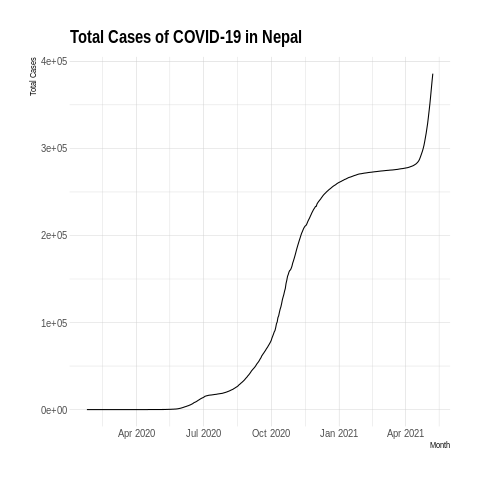 Total Cases of COVID-19 in Nepal
Total Cases
4e+05
3e+05
2e+05
1e+05
0e+00
Apr 2020 Jul 2020 Oct 2020 Jan 2021 Apr 2021
Month